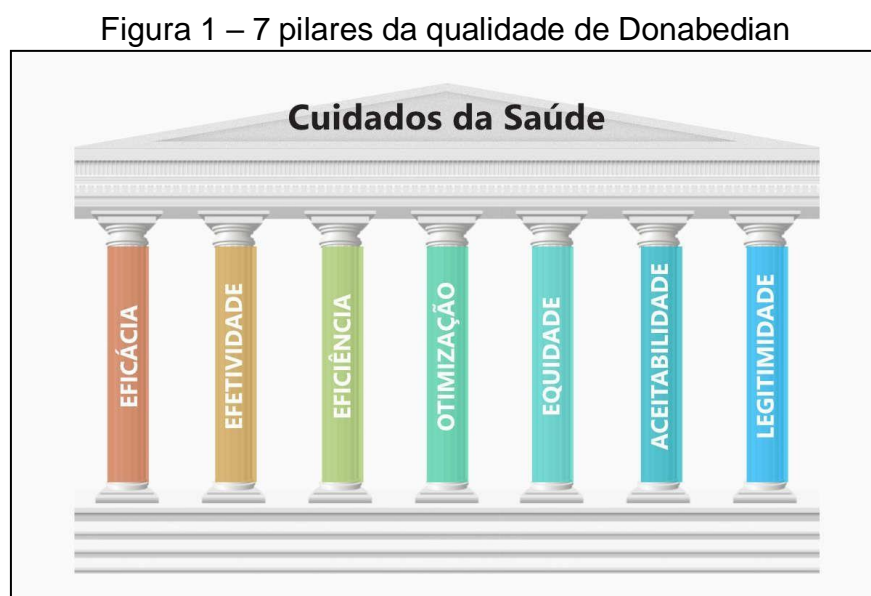 Figura 1 – 7 pilares da qualidade de Donabedian
Cuidados da Saúde
EFICÁCIA
EFETIVIDADE
EFICIÊNCIA
OTIMIZAÇÃO
EQUIDADE
ACEITABILIDADE
LEGITIMIDADE